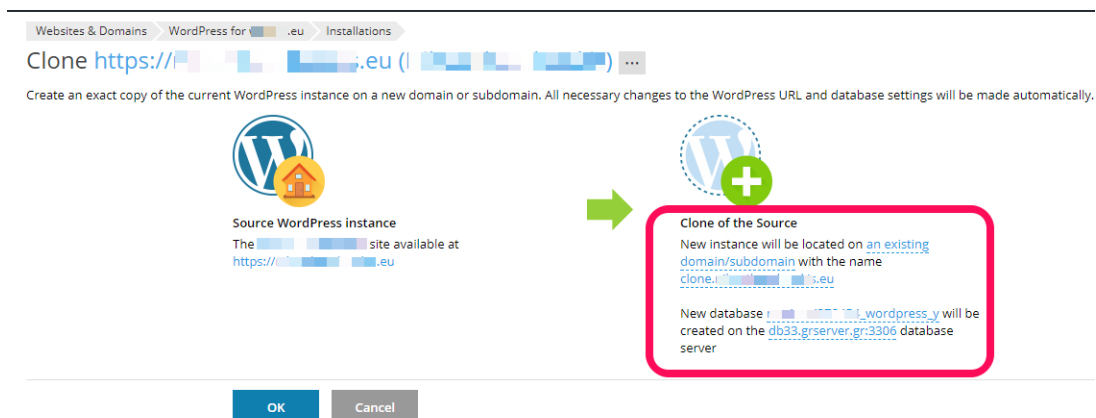 Websites & Domains WordPress for .eu Installations
Clone https:// .eu ( ) ...
Create an exact copy of the current WordPress instance on a new domain or subdomain. All necessary changes to the WordPress URL and database settings will be made automatically.
Source WordPress instance
The site available at
https:// .eu
Clone of the Source
New instance will be located on an existing
domain/subdomain with the name
clone. .eu
New database _wordpress_y will be
created on the db33.grserver.gr:3306 database
server
OK Cancel